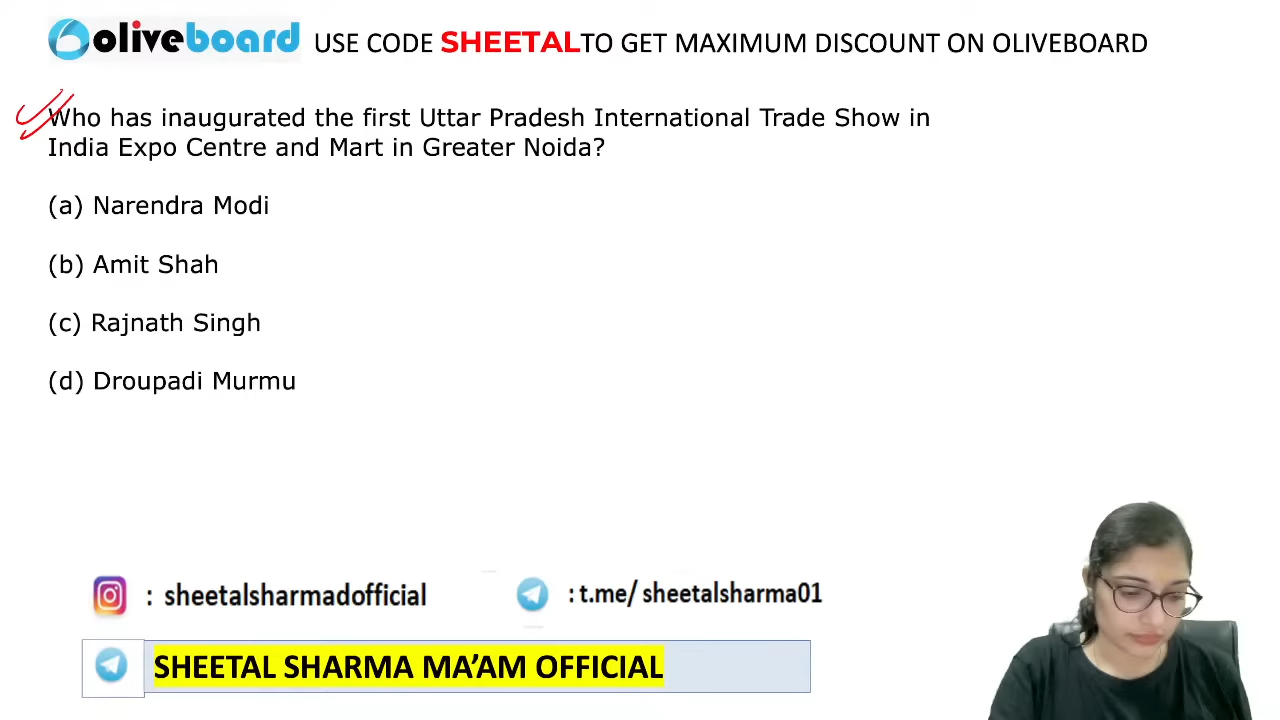 oliveboard USE CODE SHEETAL TO GET MAXIMUM DISCOUNT ON OLIVEBOARD
Who has inaugurated the first Uttar Pradesh International Trade Show in
India Expo Centre and Mart in Greater Noida?
(a) Narendra Modi
(b) Amit Shah
(c) Rajnath Singh
(d) Droupadi Murmu
: sheetalsharmadofficial : t.me/ sheetalsharma01
SHEETAL SHARMA MA’AM OFFICIAL